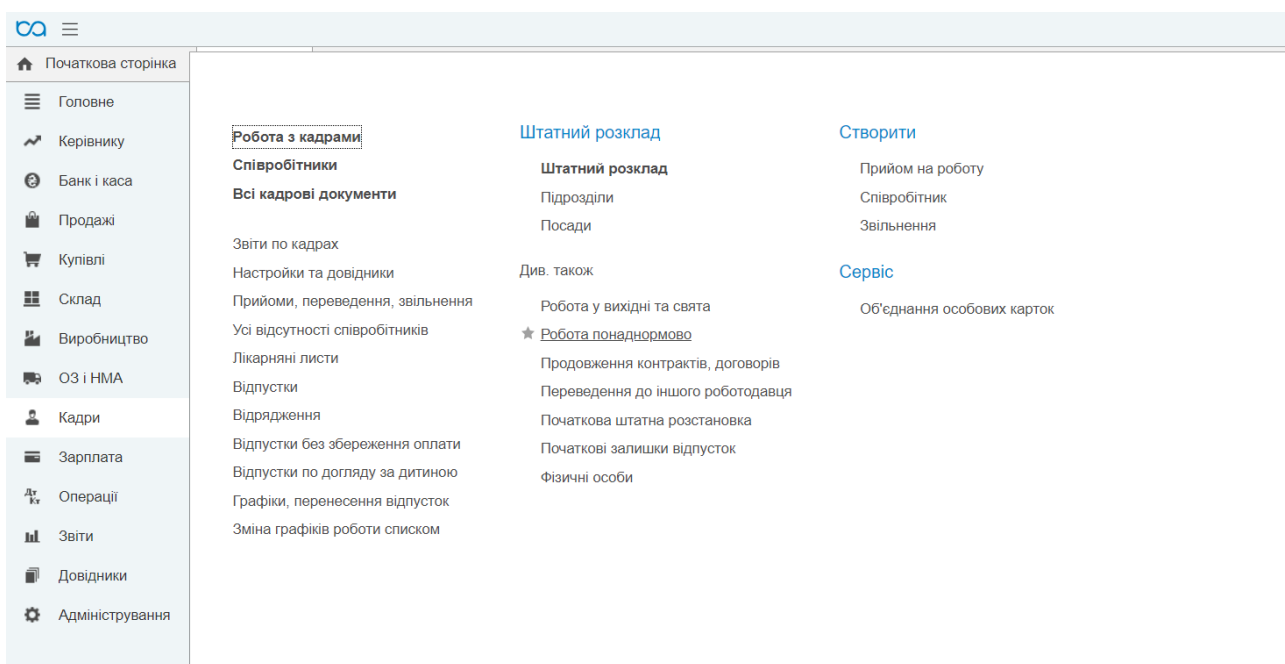 Початкова сторінка
Головне
Керівнику
Банк і каса
Продажі
Купівлі
Склад
Виробництво
ОЗ і НМА
Кадри
Зарплата
Дт Кт Операції
Звіти
Довідники
Адміністрування
Робота з кадрами
Співробітники
Всі кадрові документи
Звіти по кадрах
Настройки та довідники
Прийоми, переведення, звільнення
Усі відсутності співробітників
Лікарняні листи
Відпустки
Відрядження
Відпустки без збереження оплати
Відпустки по догляду за дитиною
Графіки, перенесення відпусток
Зміна графіків роботи списком
Штатний розклад
Штатний розклад
Підрозділи
Посади
Див. також
Робота у вихідні та свята
Робота понаднормово
Продовження контрактів, договорів
Переведення до іншого роботодавця
Початкова штатна розстановка
Початкові залишки відпусток
Фізичні особи
Створити
Прийом на роботу
Співробітник
Звільнення
Сервіс
Об'єднання особових карток